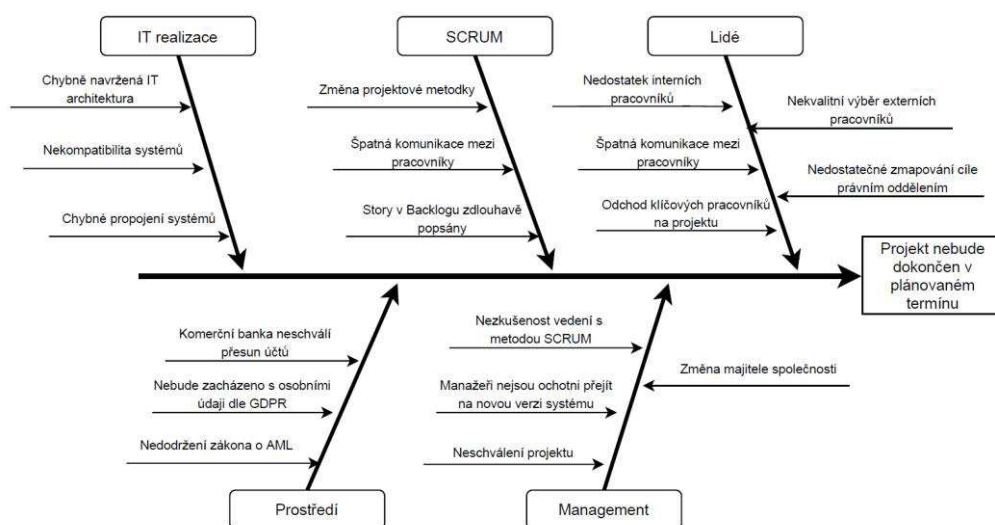 IT realizace
SCRUM
Lidé
Chybně navržená IT
architektura
Nekompatibilita systémů
Chybné propojení systémů
Změna projektové metodky
Špatná komunikace mezi
pracovníky
Story v Backlogu zdlouhavě
popsány
Nedostatek interních
pracovníků
Nekvalitní výběr externích
pracovníků
Špatná komunikace mezi
pracovníky
Nedostatečné zmapování cíle
právním oddělením
Odchod klíčových pracovníků
na projektu
Projekt nebude
dokončen v
plánovaném
termínu
Komerční banka neschválí
přesun účtů
Nebude zacházeno s osobními
údaji dle GDPR
Nedodržení zákona o AML
Nezkušenost vedení s
metodou SCRUM
Změna majitele společnosti
Manažeři nejsou ochotni přejít
na novou verzi systému
Neschválení projektu
Prostředí
Management